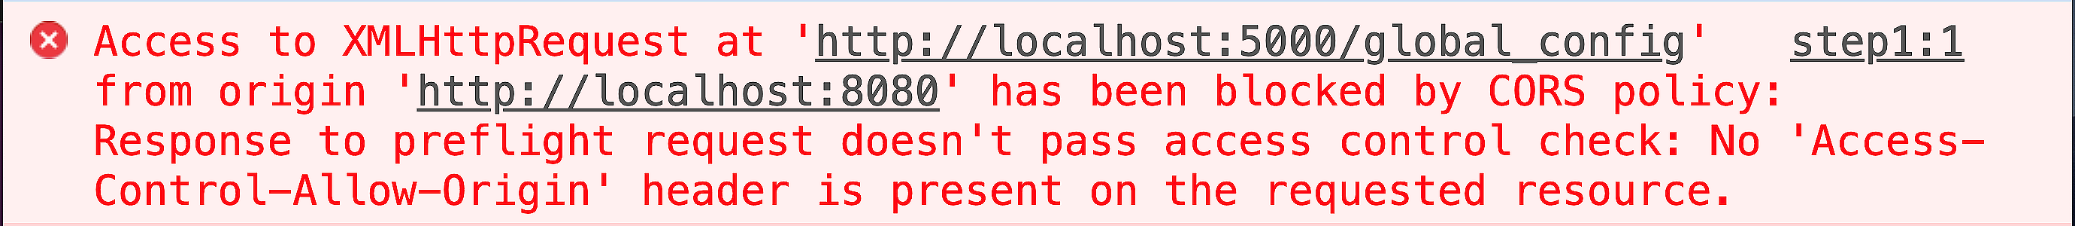 Access to XMLHttpRequest at 'http://localhost:5000/global_config' step1:1
from origin 'http://localhost:8080' has been blocked by CORS policy:
Response to preflight request doesn't pass access control check: No 'Access-
Control-Allow-Origin' header is present on the requested resource.